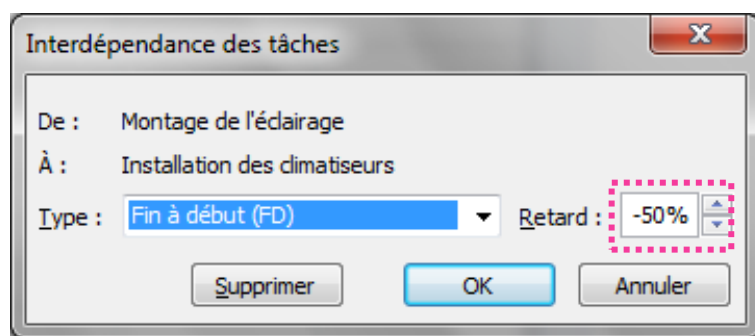 Interdépendance des tâches
De : Montage de l'éclairage
À : Installation des climatiseurs
Type : Fin à début (FD) Retard : -50%
Supprimer OK Annuler